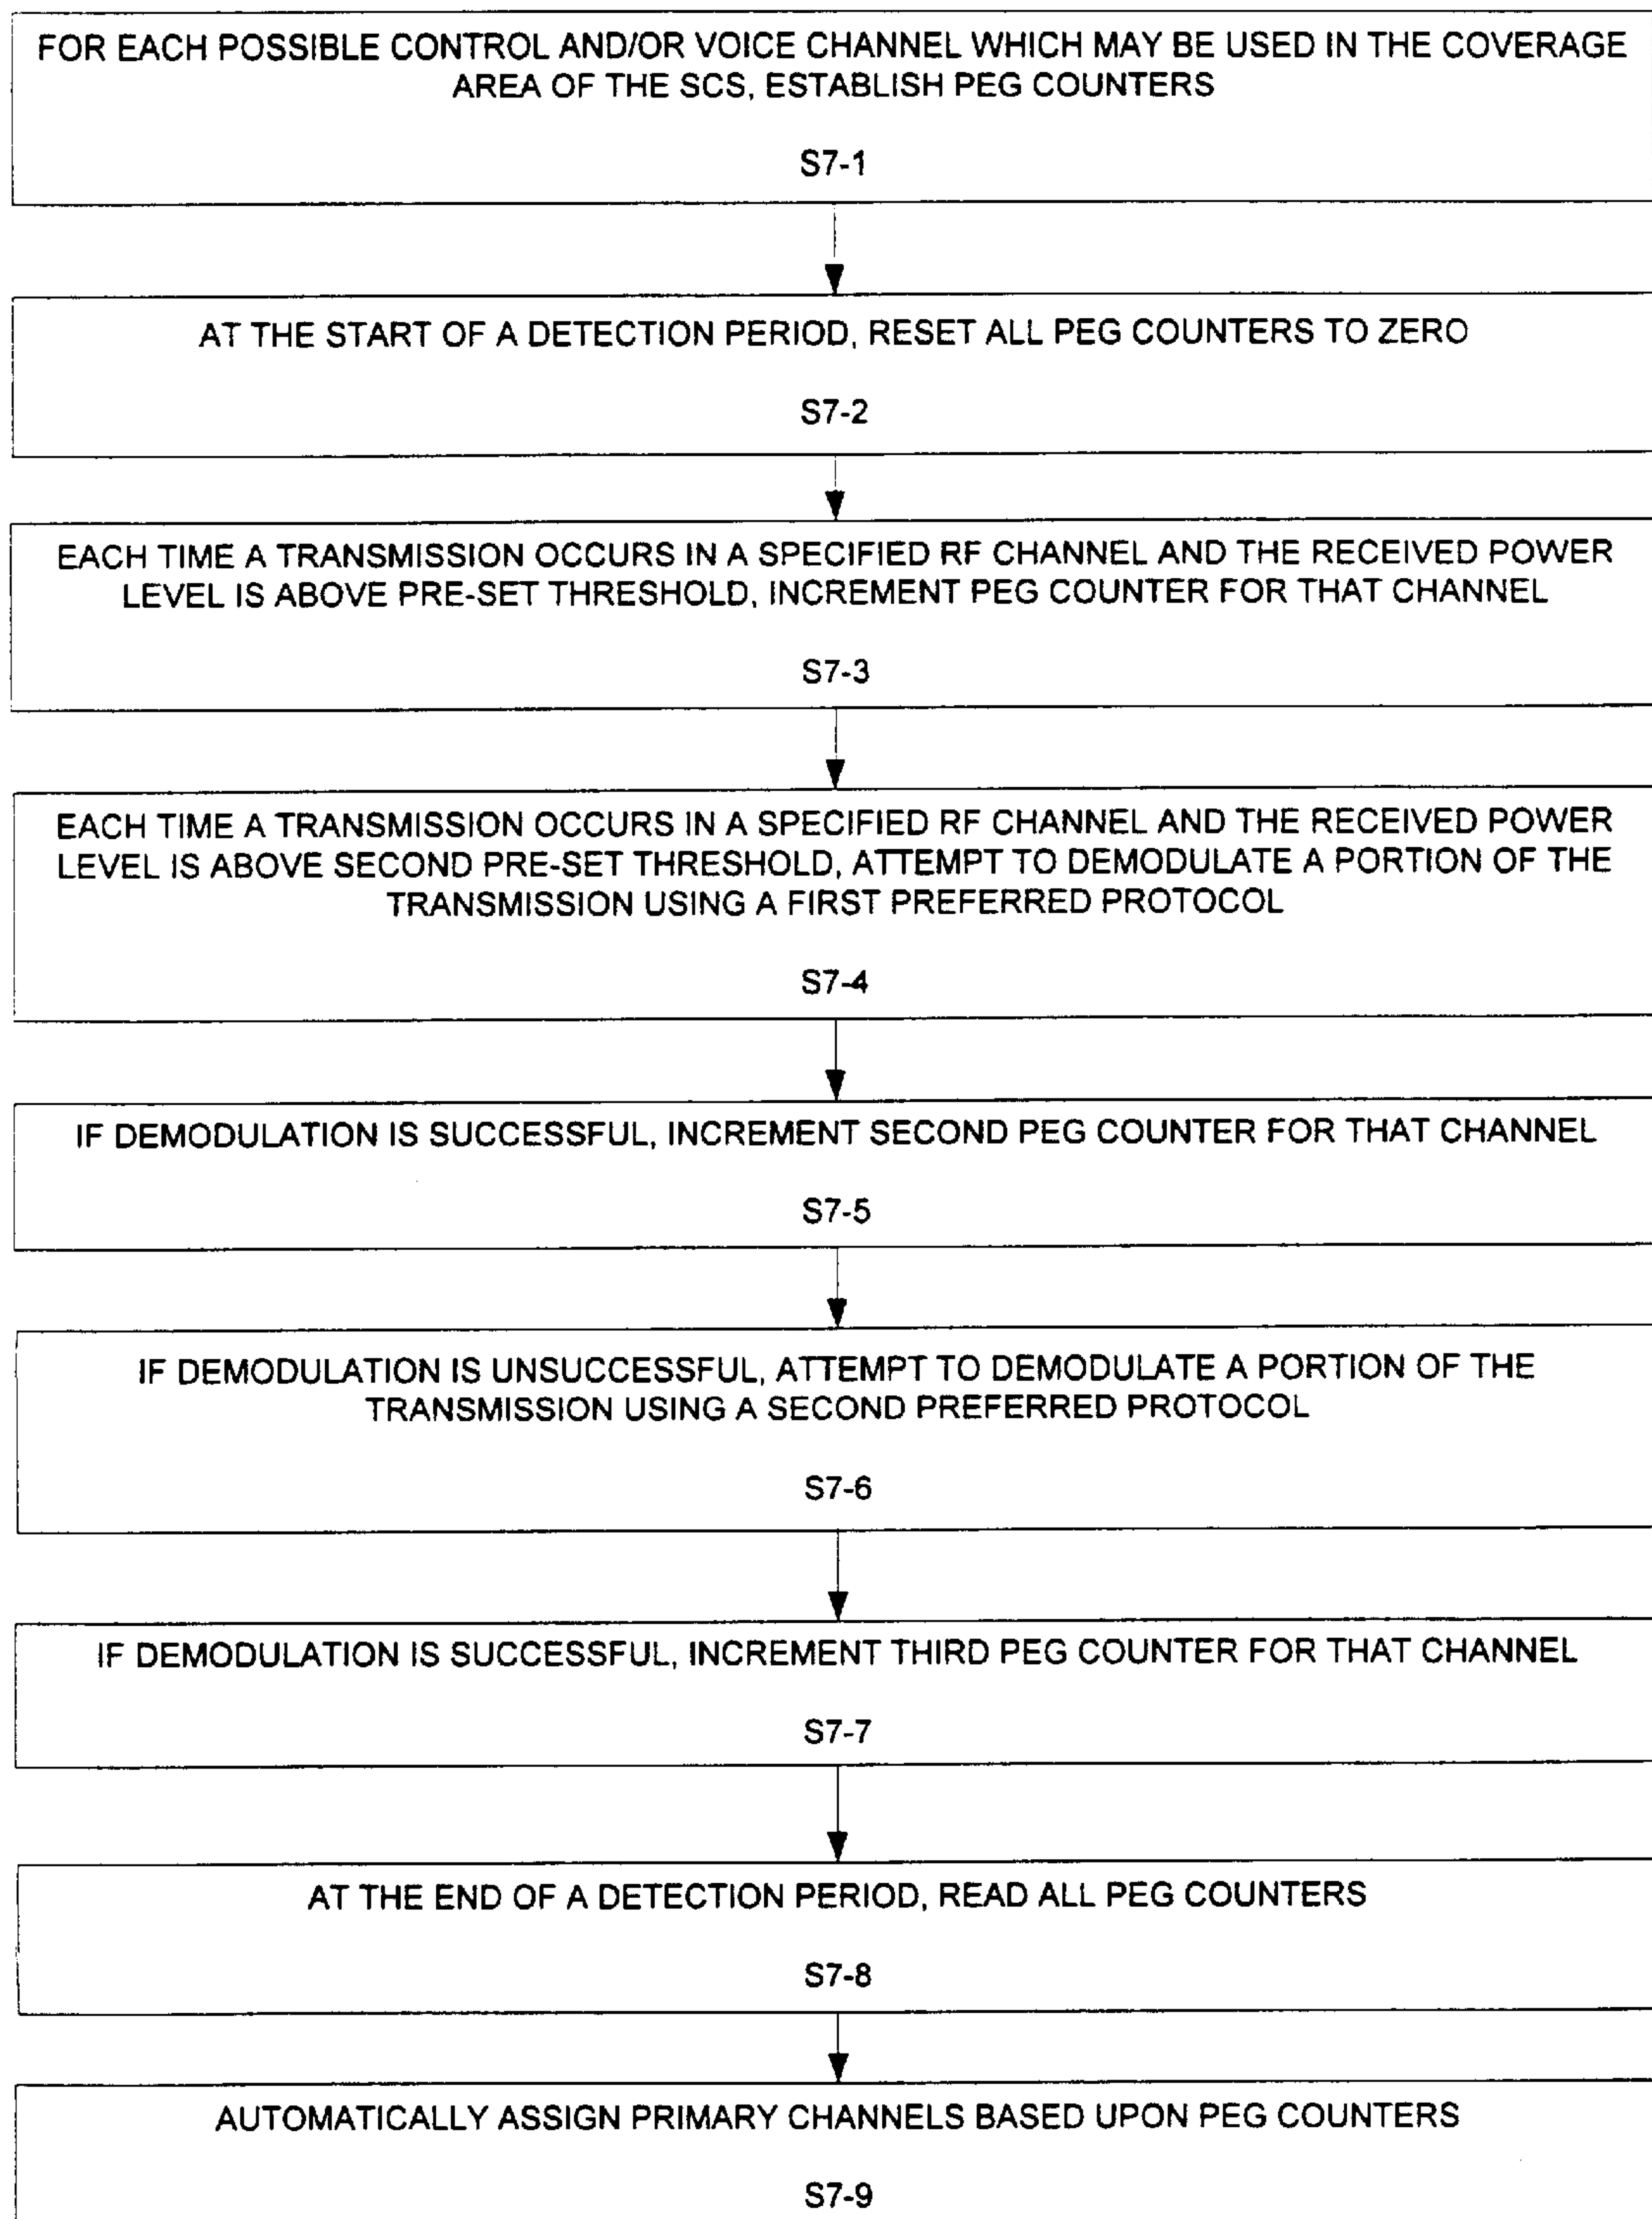 FOR EACH POSSIBLE CONTROL AND/OR VOICE CHANNEL WHICH MAY BE USED IN THE COVERAGE
AREA OF THE SCS, ESTABLISH PEG COUNTERS
S7-1
AT THE START OF A DETECTION PERIOD, RESET ALL PEG COUNTERS TO ZERO
S7-2
EACH TIME A TRANSMISSION OCCURS IN A SPECIFIED RF CHANNEL AND THE RECEIVED POWER
LEVEL IS ABOVE PRE-SET THRESHOLD, INCREMENT PEG COUNTER FOR THAT CHANNEL
S7-3
EACH TIME A TRANSMISSION OCCURS IN A SPECIFIED RF CHANNEL AND THE RECEIVED POWER
LEVEL IS ABOVE SECOND PRE-SET THRESHOLD, ATTEMPT TO DEMODULATE A PORTION OF THE
TRANSMISSION USING A FIRST PREFERRED PROTOCOL
S7-4
IF DEMODULATION IS SUCCESSFUL, INCREMENT SECOND PEG COUNTER FOR THAT CHANNEL
S7-5
IF DEMODULATION IS UNSUCCESSFUL, ATTEMPT TO DEMODULATE A PORTION OF THE
TRANSMISSION USING A SECOND PREFERRED PROTOCOL
S7-6
IF DEMODULATION IS SUCCESSFUL, INCREMENT THIRD PEG COUNTER FOR THAT CHANNEL
S7-7
AT THE END OF A DETECTION PERIOD, READ ALL PEG COUNTERS
S7-8
AUTOMATICALLY ASSIGN PRIMARY CHANNELS BASED UPON PEG COUNTERS
S7-9